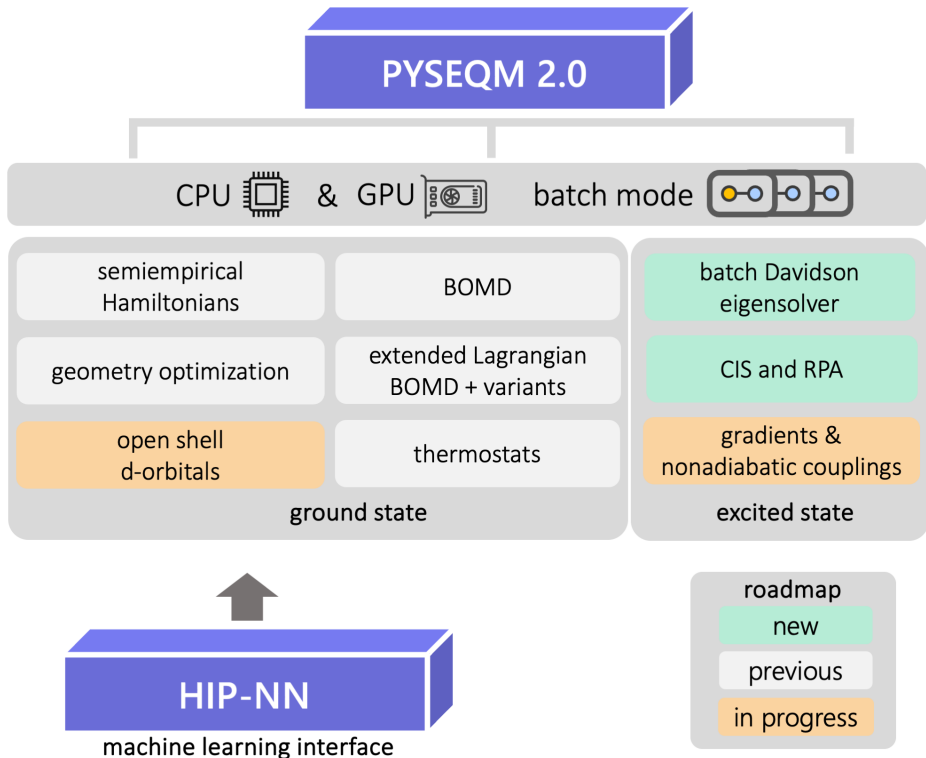 PYSEQM 2.0
CPU & GPU batch mode
semiempirical
Hamiltonians
BOMD
batch Davidson
eigensolver
geometry optimization
extended Lagrangian
BOMD + variants
CIS and RPA
open shell
d-orbitals
thermostats
gradients &
nonadiabatic couplings
ground state
excited state
HIP-NN
machine learning interface
roadmap
new
previous
in progress